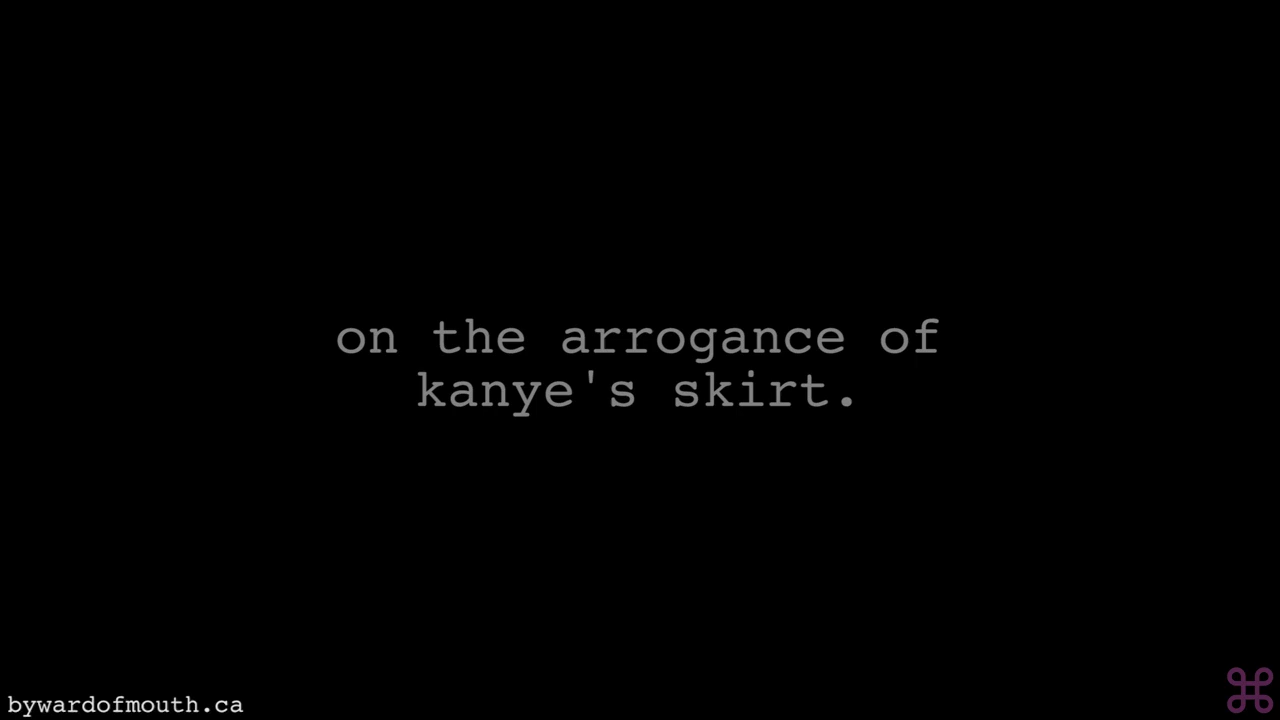 on the arrogance of
kanye's skirt.
bywardofmouth.ca